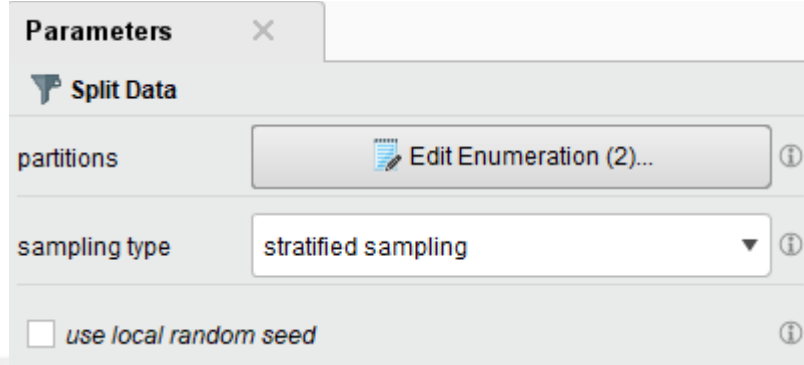 Parameters
Split Data
partitions Edit Enumeration (2)...
sampling type stratified sampling
use local random seed